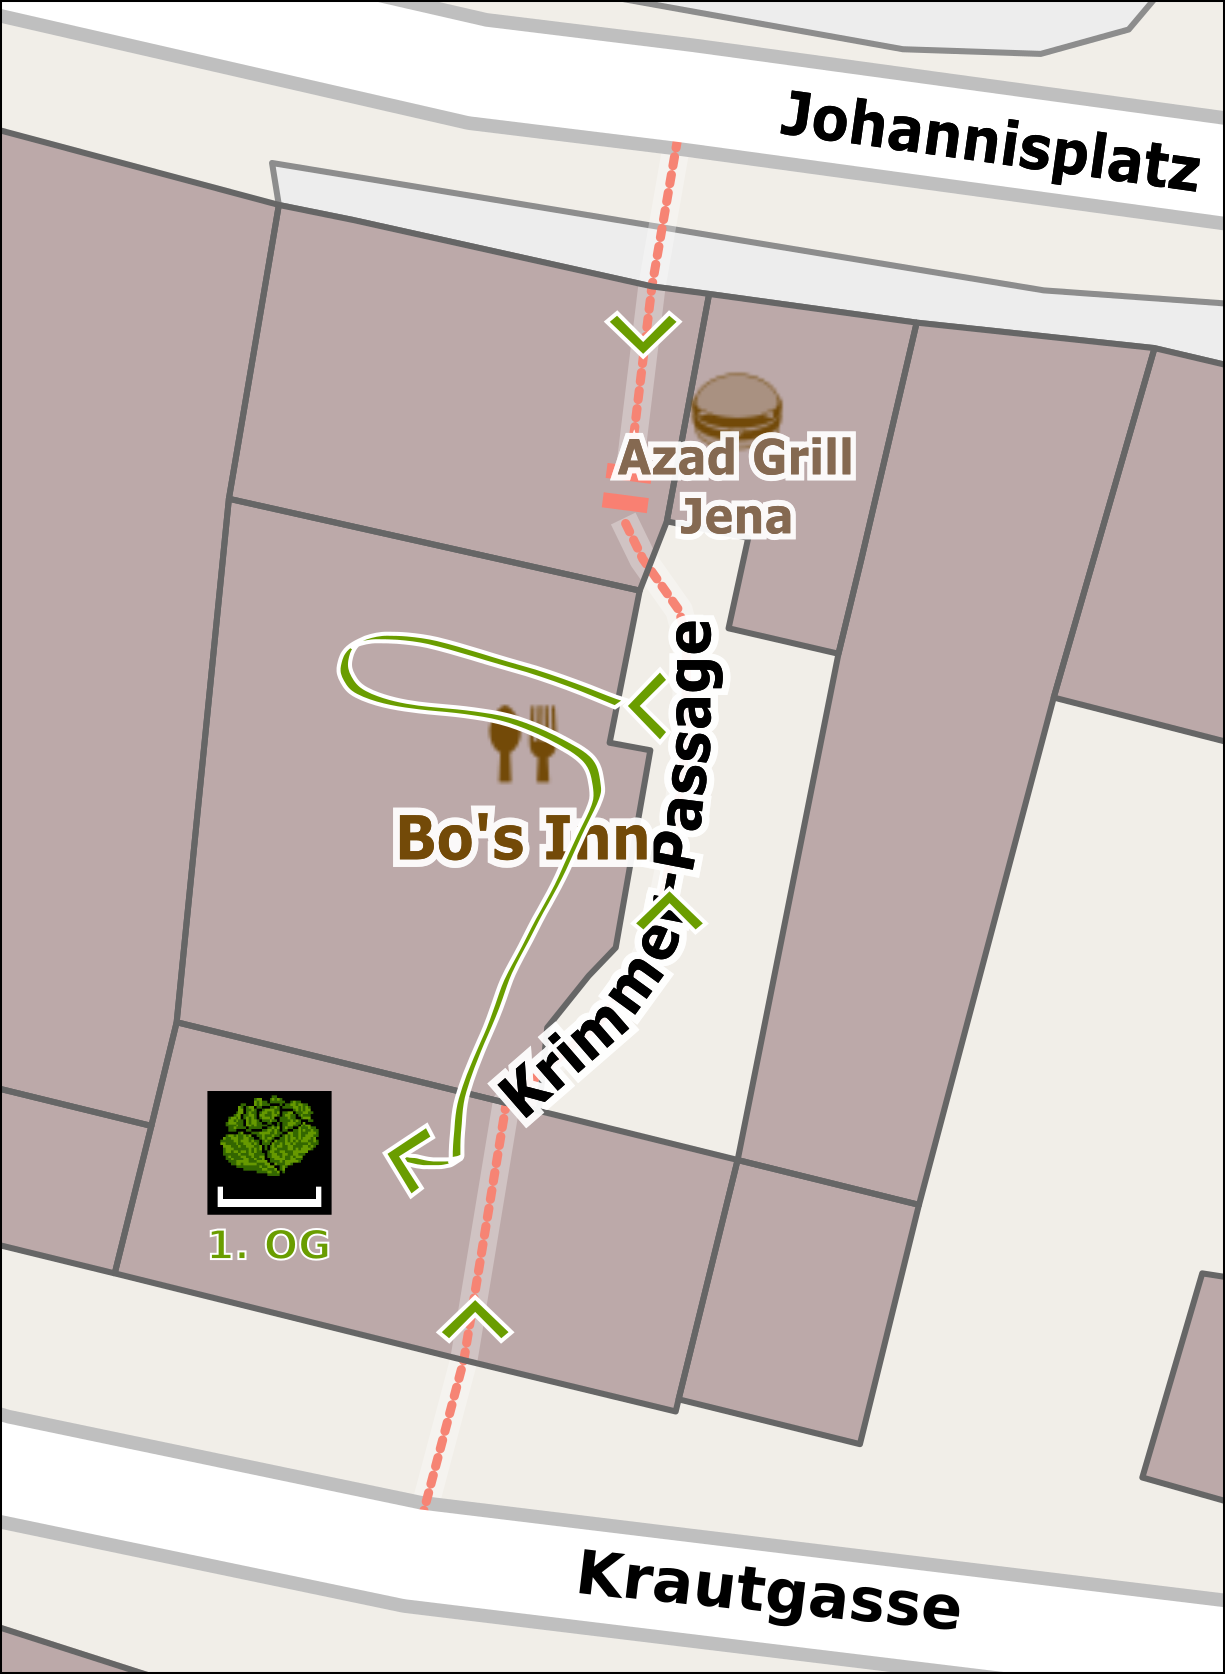 Johannisplatz
Azad Grill
Jena
Krimmer-Passage
Bo's Inn
1. OG
Krautgasse